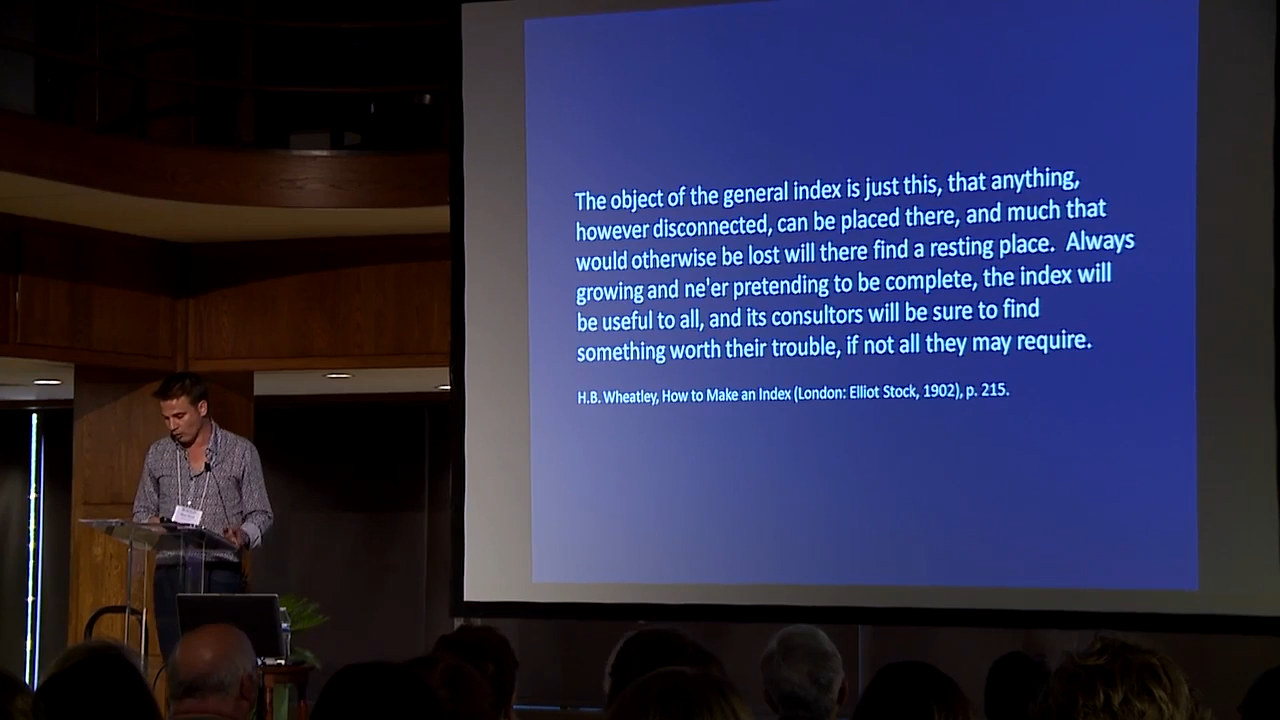 The object of the general index is just this, that anything,
however disconnected, can be placed there, and much that
would otherwise be lost will there find a resting place. Always
growing and ne'er pretending to be complete, the index will
be useful to all, and its consultors will be sure to find
something worth their trouble, if not all they may require.
H.B. Wheatley, How to Make an Index (London: Elliot Stock, 1902), p. 215.